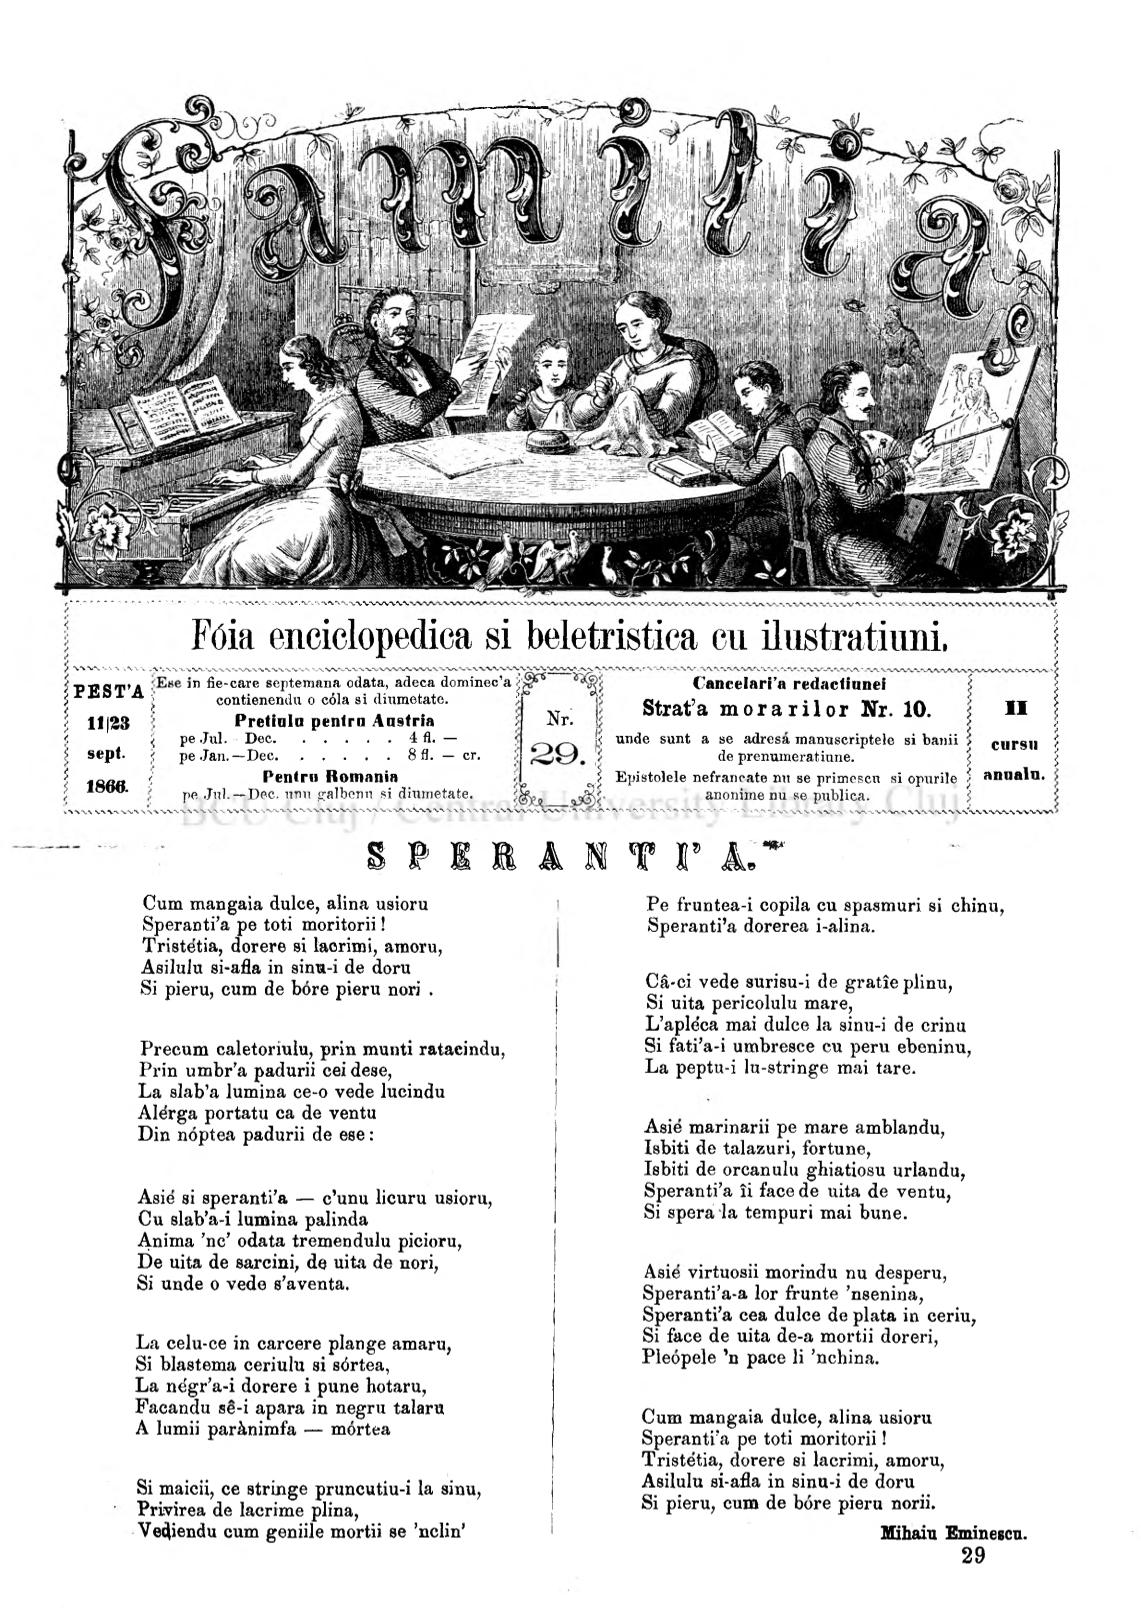 Familia
Fóia enciclopedica si beletristica cu ilustratiuni.
PEST'A
11|23
sept.
1866.
Ese in fie-care septemana odata, adeca dominec'a
contienendu o cóla si diumetate.
Pretiulu pentru Austria
pe Jul. Dec. . . . . . . 4 fl. —
pe Jan.—Dec. . . . . . . 8 fl. — cr.
Pentru Romania
pe Jul.—Dec. unu galbenu si diumetate.
Nr.
29.
Cancelari'a redactiunei
Strat'a morarilor Nr. 10.
unde sunt a se adresá manuscriptele si banii
de prenumeratiune.
Epistolele nefrancate nu se primescu si opurile
anonime nu se publica.
II
cursu
anualu.
BCU Cluj / Central University Library Cluj
SPERANTI'A.
Cum mangaia dulce, alina usioru
Speranti'a pe toti moritorii!
Tristétia, dorere si lacrimi, amoru,
Asilulu si-afla in sinu-i de doru
Si pieru, cum de bóre pieru nori .
Precum caletoriulu, prin munti ratacindu,
Prin umbr'a padurii cei dese,
La slab'a lumina ce-o vede lucindu
Alérga portatu ca de ventu
Din nóptea padurii de ese:
Asié si speranti'a — c'unu licuru usioru,
Cu slab'a-i lumina palinda
Anima 'nc' odata tremendulu picioru,
De uita de sarcini, de uita de nori,
Si unde o vede s'aventa.
La celu-ce in carcere plange amaru,
Si blastema ceriulu si sórtea,
La négr'a-i dorere i pune hotaru,
Facandu sê-i apara in negru talaru
A lumii parànimfa — mórtea
Si maicii, ce stringe pruncutiu-i la sinu,
Privirea de lacrime plina,
Vediendu cum geniile mortii se 'nclin'
Pe fruntea-i copila cu spasmuri si chinu,
Speranti'a dorerea i-alina.
Câ-ci vede surisu-i de gratîe plinu,
Si uita pericolulu mare,
L'apléca mai dulce la sinu-i de crinu
Si fati'a-i umbresce cu peru ebeninu,
La peptu-i lu-stringe mai tare.
Asié marinarii pe mare amblandu,
Isbiti de talazuri, fortune,
Isbiti de orcanulu ghiatiosu urlandu,
Speranti'a îi face de uita de ventu,
Si spera la tempuri mai bune.
Asié virtuosii morindu nu desperu,
Speranti'a-a lor frunte 'nsenina,
Speranti'a cea dulce de plata in ceriu,
Si face de uita de-a mortii doreri,
Pleópele 'n pace li 'nchina.
Cum mangaia dulce, alina usioru
Speranti'a pe toti moritorii!
Tristétia, dorere si lacrimi, amoru,
Asilulu si-afla in sinu-i de doru
Si pieru, cum de bóre pieru norii.
Mihaiu Eminescu.
29